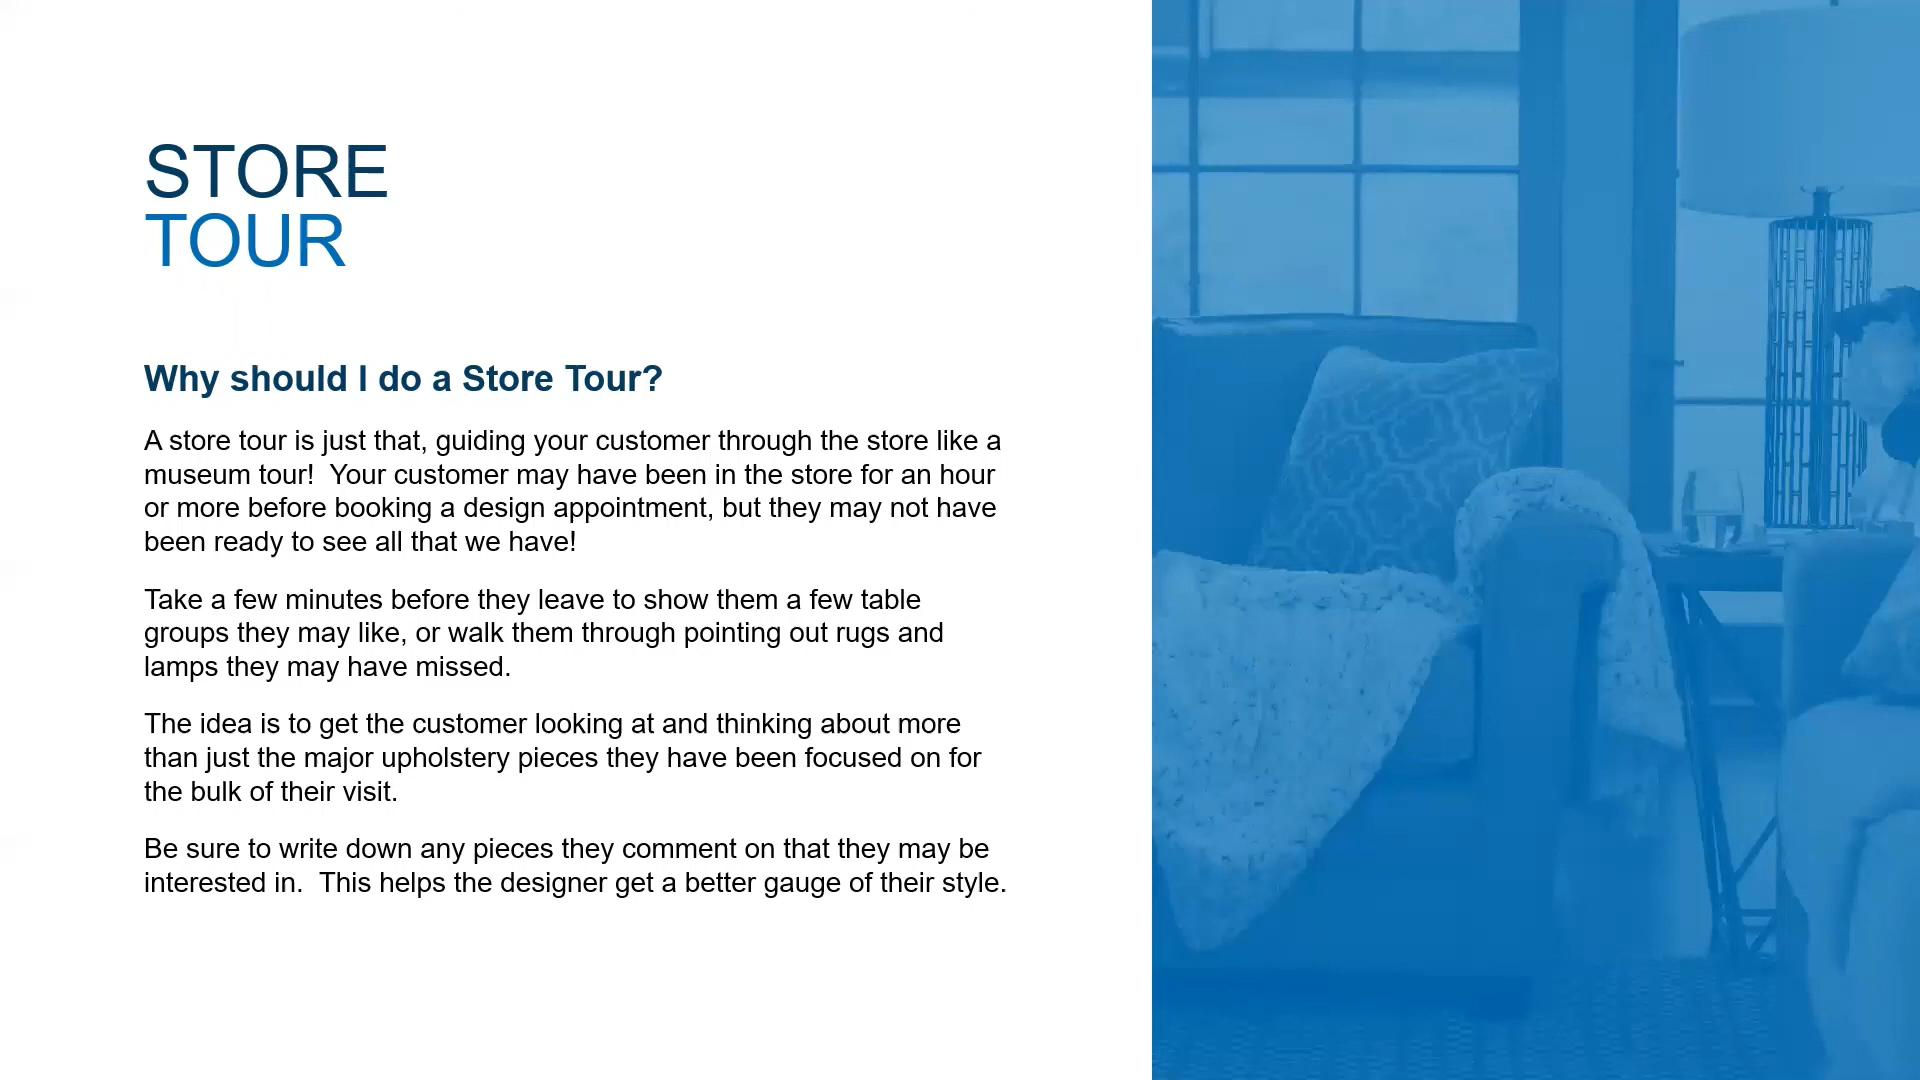 STORE
TOUR
Why should I do a Store Tour?
A store tour is just that, guiding your customer through the store like a
museum tour!  Your customer may have been in the store for an hour
or more before booking a design appointment, but they may not have
been ready to see all that we have!
Take a few minutes before they leave to show them a few table
groups they may like, or walk them through pointing out rugs and
lamps they may have missed.
The idea is to get the customer looking at and thinking about more
than just the major upholstery pieces they have been focused on for
the bulk of their visit.
Be sure to write down any pieces they comment on that they may be
interested in.  This helps the designer get a better gauge of their style.